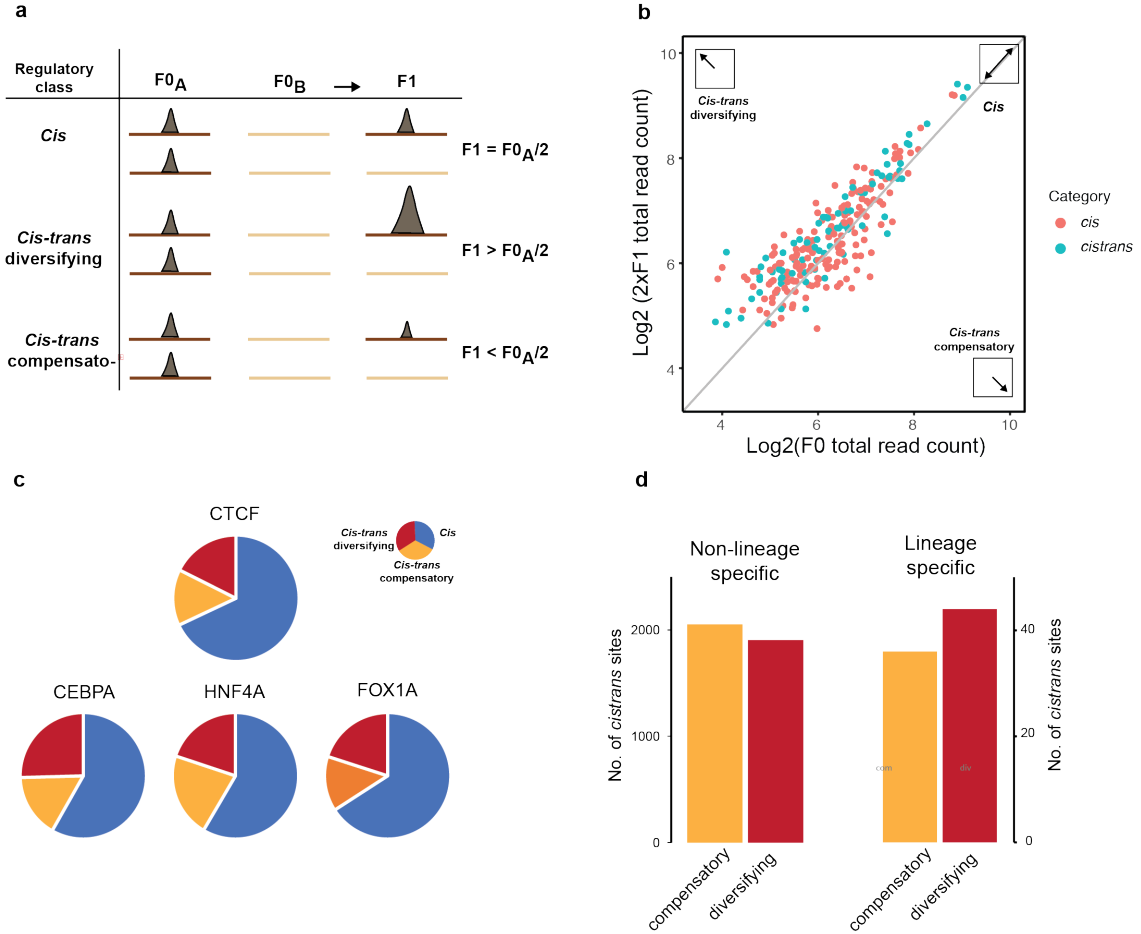 a
Regulatory
class
F0A
F0B
F1
Cis
F1 = F0A/2
Cis-trans
diversifying
F1 > F0A/2
Cis-trans
compensato-
F1 < F0A/2
b
Log2 (2xF1 total read count)
10
8
6
4
4
6
8
10
Log2(F0 total read count)
Cis-trans
diversifying
Cis
Cis-trans
compensatory
Category
cis
cistrans
c
CTCF
Cis-trans
diversifying
Cis
Cis-trans
compensatory
CEBPA
HNF4A
FOX1A
d
Non-lineage
specific
Lineage
specific
No. of cistrans sites
2000
1000
0
40
20
0
No. of cistrans sites
com
div
compensatory
diversifying
compensatory
diversifying